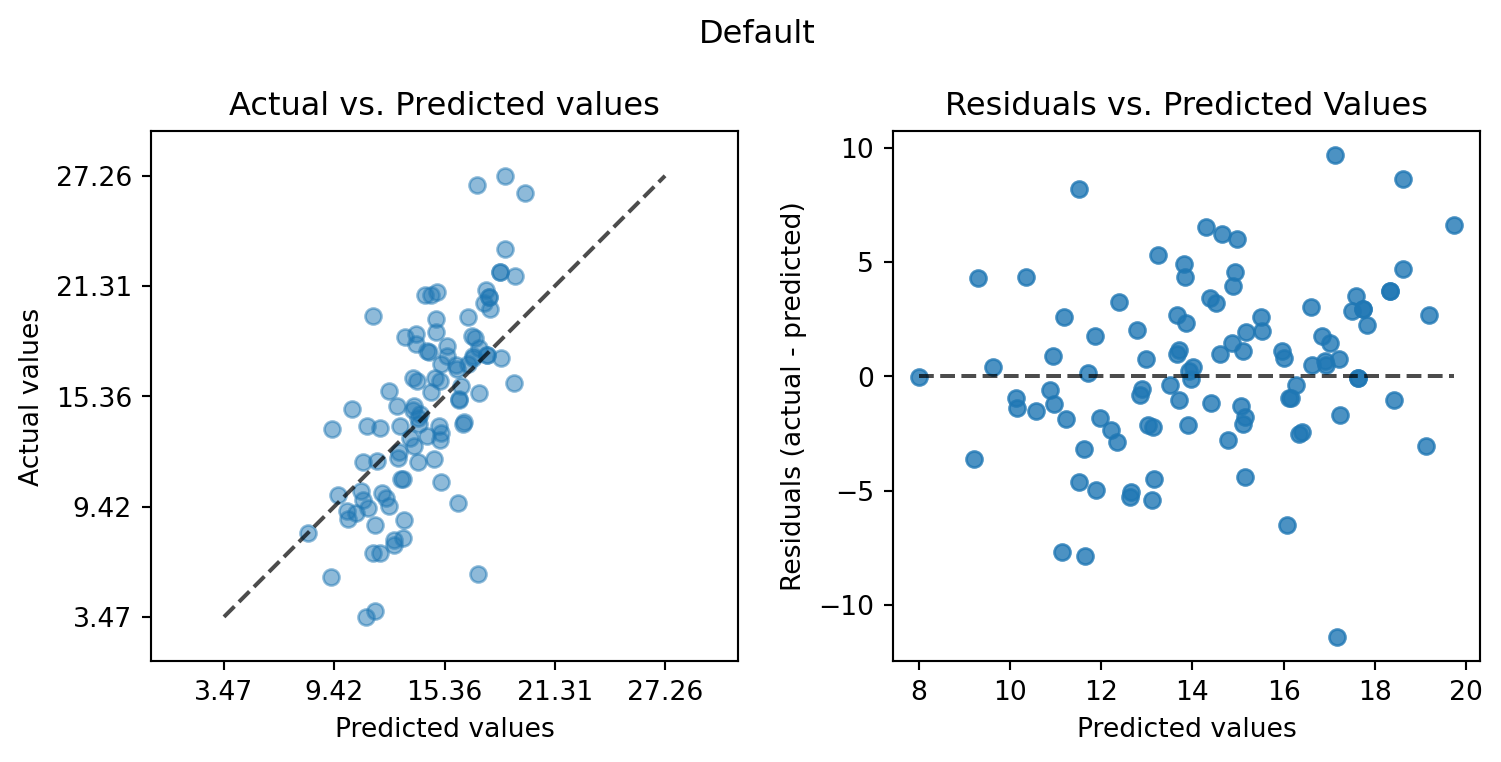 Default
Actual vs. Predicted values
Actual values
27.26
21.31
15.36
9.42
3.47
3.47 9.42 15.36 21.31 27.26
Predicted values
Residuals vs. Predicted Values
Residuals (actual - predicted)
10
5
0
−5
−10
8 10 12 14 16 18 20
Predicted values